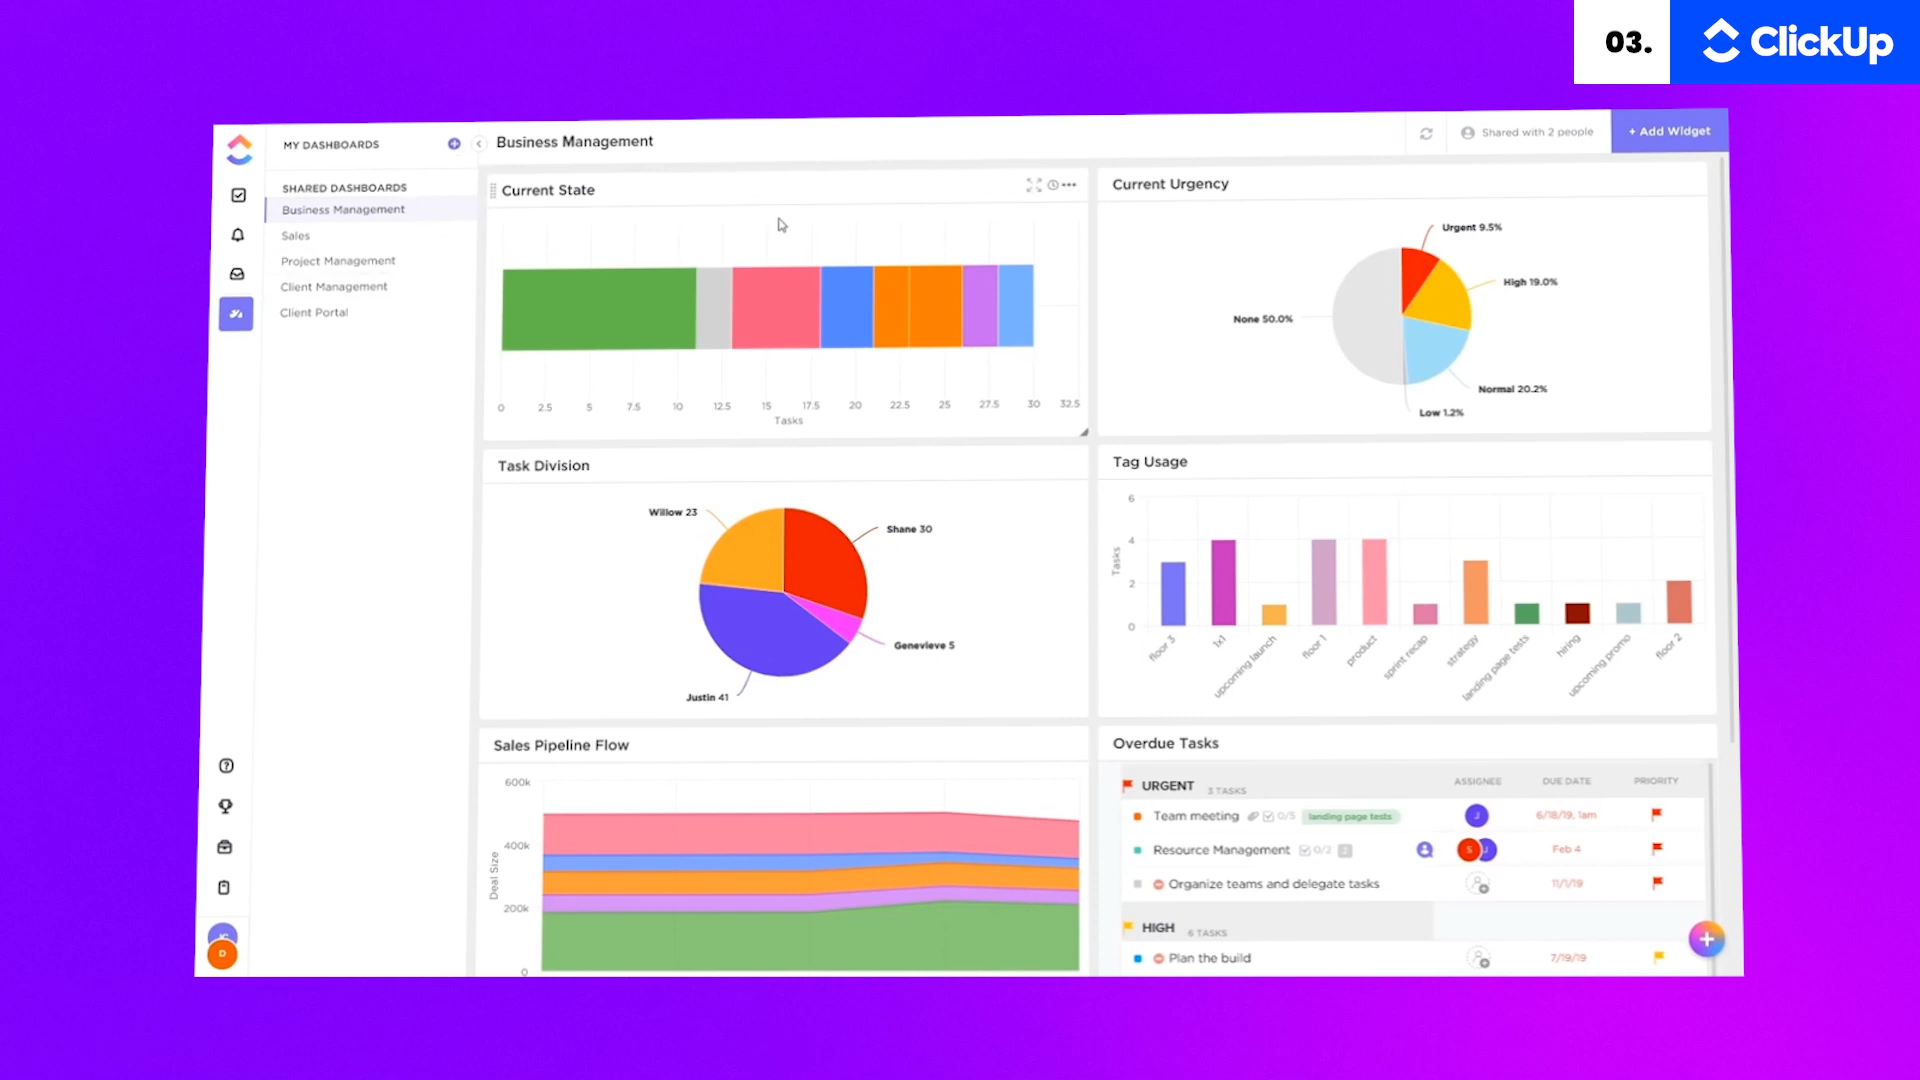 03.
ClickUp
MY DASHBOARDS
Business Management
Shared with 2 people
+ Add Widget
SHARED DASHBOARDS
Business Management
Sales
Project Management
Client Management
Client Portal
Current State
0 2.5 5 7.5 10 12.5 15 17.5 20 22.5 25 27.5 30 32.5
Tasks
Current Urgency
Urgent 9.5%
High 19.0%
None 50.0%
Normal 20.2%
Low 1.2%
Task Division
Willow 23
Shane 30
Genevieve 5
Justin 41
Tag Usage
6
4
2
0
Tasks
floor 3
1x1
upcoming launch
floor 1
product
sprint recap
strategy
landing page tests
hiring
upcoming promo
floor 2
Sales Pipeline Flow
600k
400k
200k
0
Deal Size
Overdue Tasks
URGENT 3 TASKS ASSIGNEE DUE DATE PRIORITY
Team meeting 0/5 landing page tests J 6/18/19, 1am
Resource Management 0/2 2 S J Feb 4
Organize teams and delegate tasks 11/1/19
HIGH 6 TASKS
Plan the build 7/19/19
D